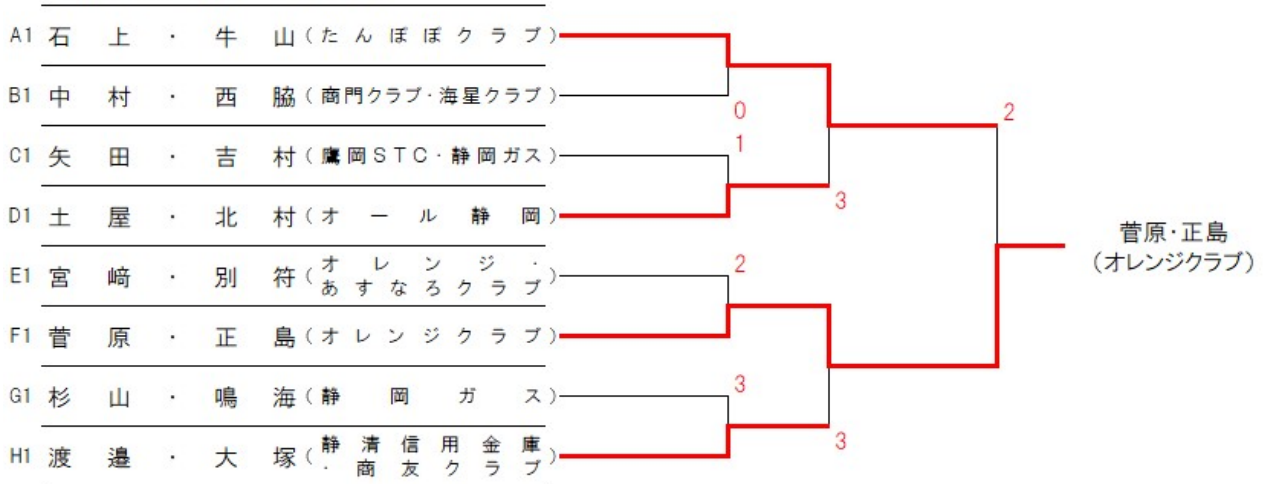 A1 石上・牛山(たんぽぽクラブ)
B1 中村・西脇(商門クラブ・海星クラブ)
C1 矢田・吉村(鷹岡STC・静岡ガス)
D1 土屋・北村(オール静岡)
E1 宮﨑・別符(オレンジ・
あすなろクラブ)
F1 菅原・正島(オレンジクラブ)
G1 杉山・鳴海(静岡ガス)
H1 渡邉・大塚(静清信用金庫
・商友クラブ)
0
1
2
3
3
3
2
菅原・正島
(オレンジクラブ)